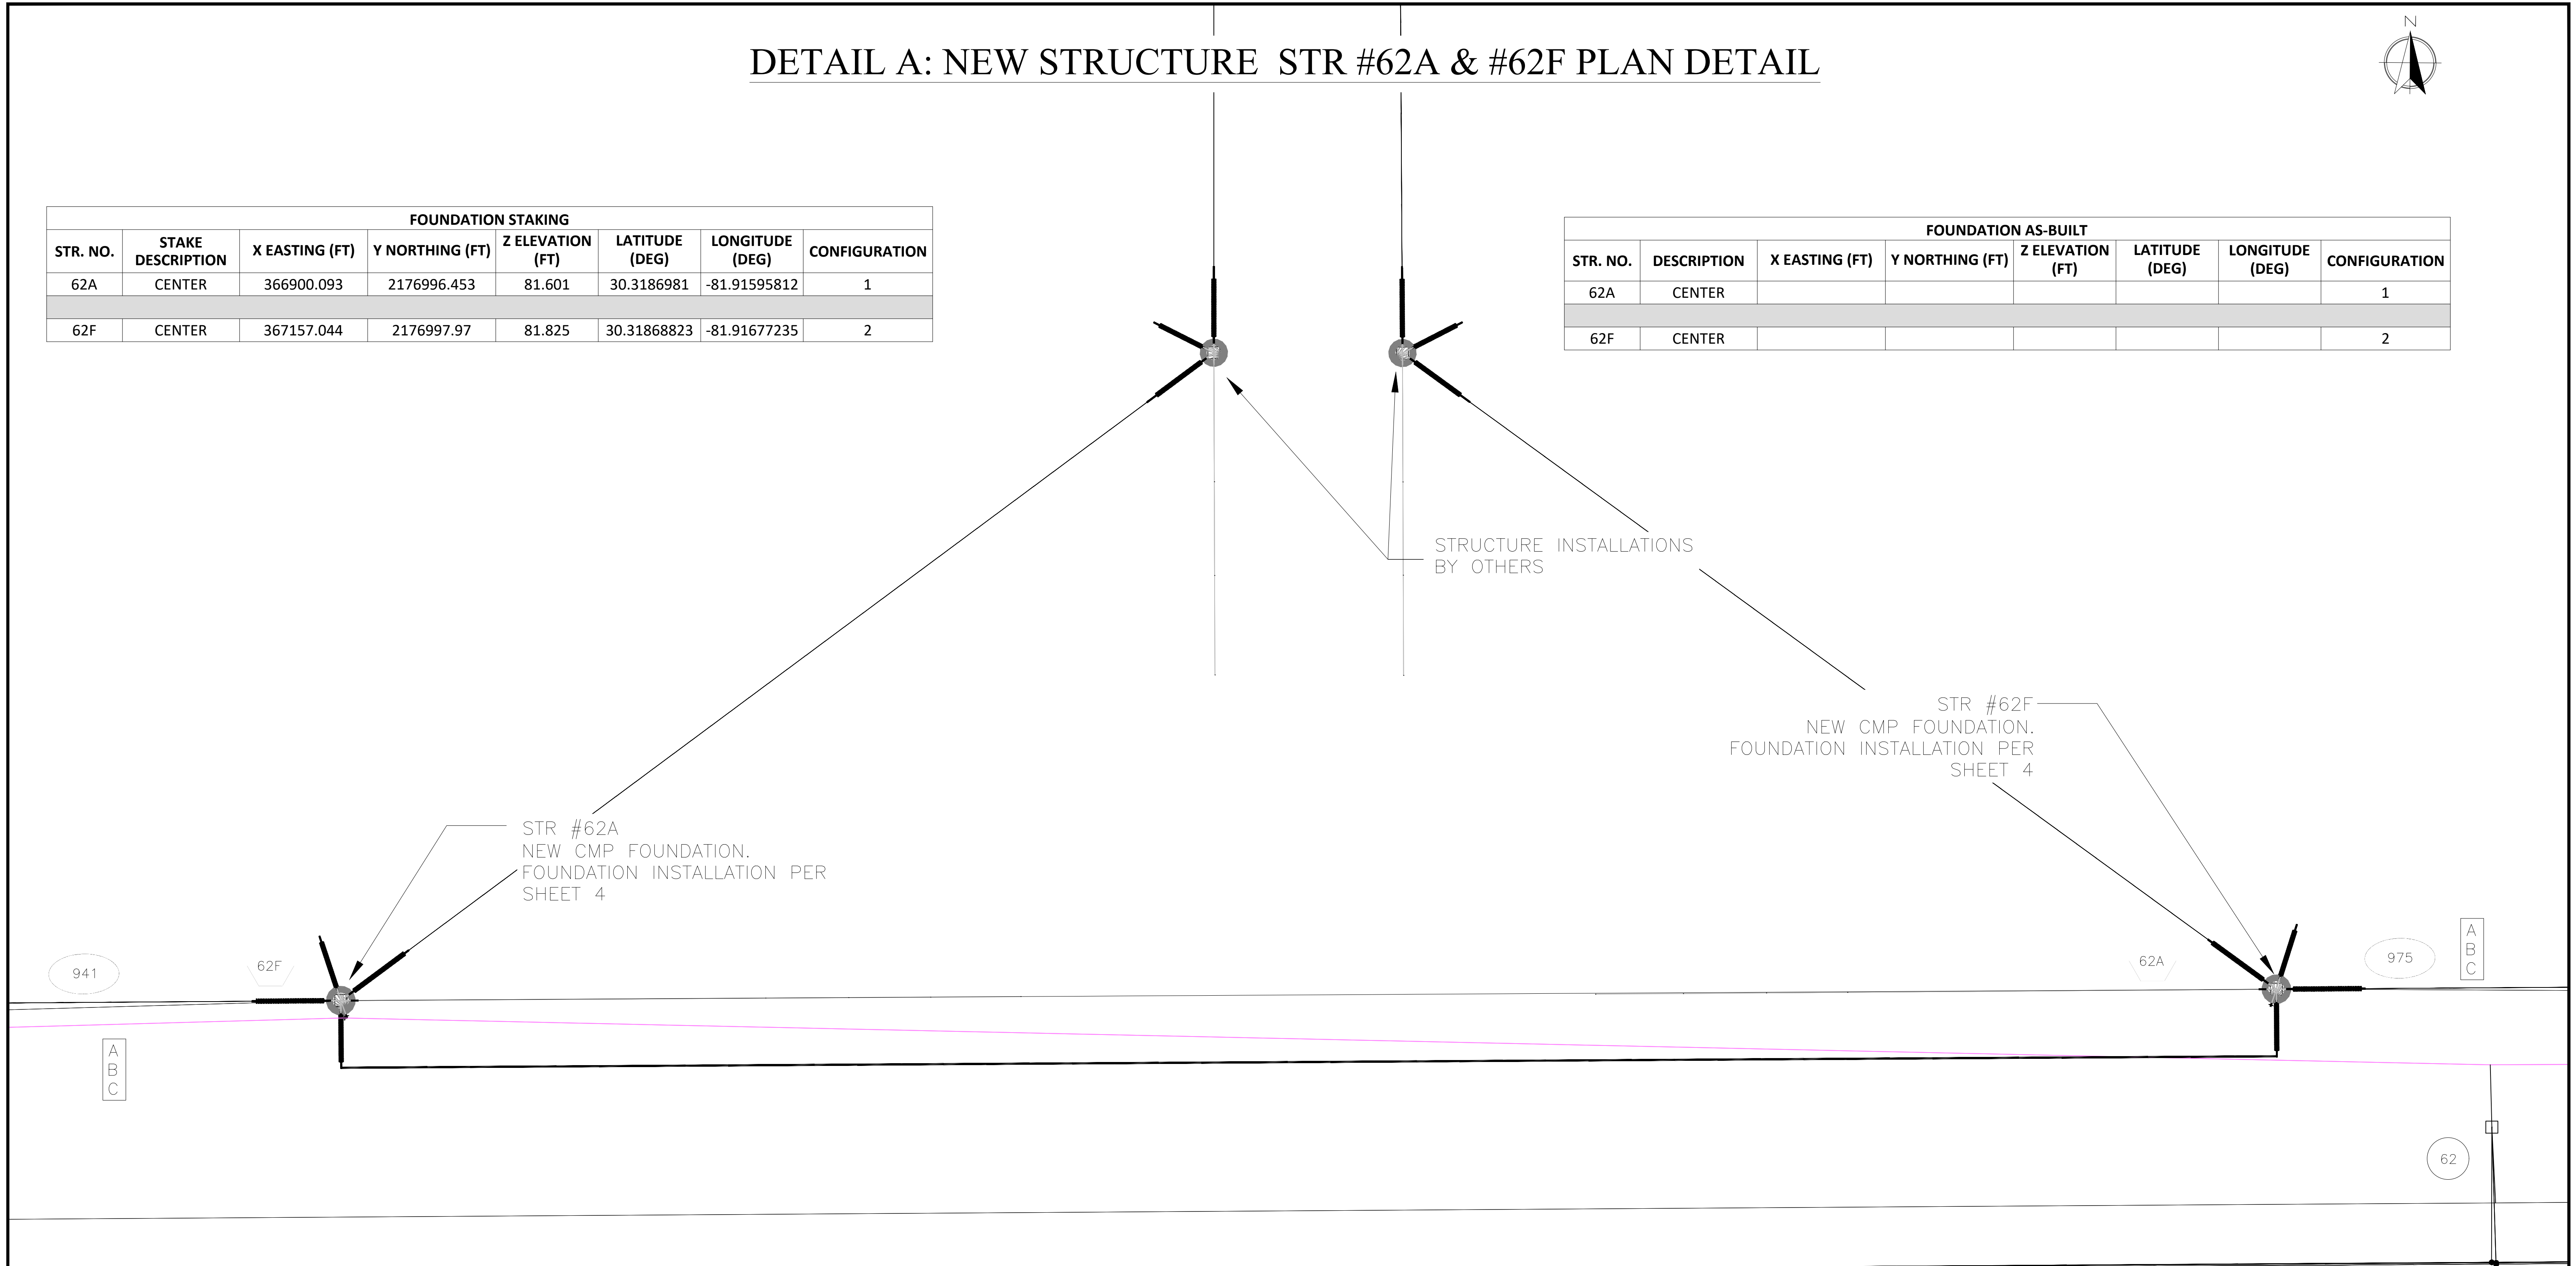 N
DETAIL A: NEW STRUCTURE STR #62A & #62F PLAN DETAIL
FOUNDATION STAKING
STR. NO. STAKE DESCRIPTION X EASTING (FT) Y NORTHING (FT) Z ELEVATION (FT) LATITUDE (DEG) LONGITUDE (DEG) CONFIGURATION
62A CENTER 366900.093 2176996.453 81.601 30.3186981 -81.91595812 1
62F CENTER 367157.044 2176997.97 81.825 30.31868823 -81.91677235 2
FOUNDATION AS-BUILT
STR. NO. DESCRIPTION X EASTING (FT) Y NORTHING (FT) Z ELEVATION (FT) LATITUDE (DEG) LONGITUDE (DEG) CONFIGURATION
62A CENTER 1
62F CENTER 2
STRUCTURE INSTALLATIONS
BY OTHERS
STR #62F
NEW CMP FOUNDATION.
FOUNDATION INSTALLATION PER
SHEET 4
STR #62A
NEW CMP FOUNDATION.
FOUNDATION INSTALLATION PER
SHEET 4
941
62F
62A
975
A
B
C
A
B
C
62